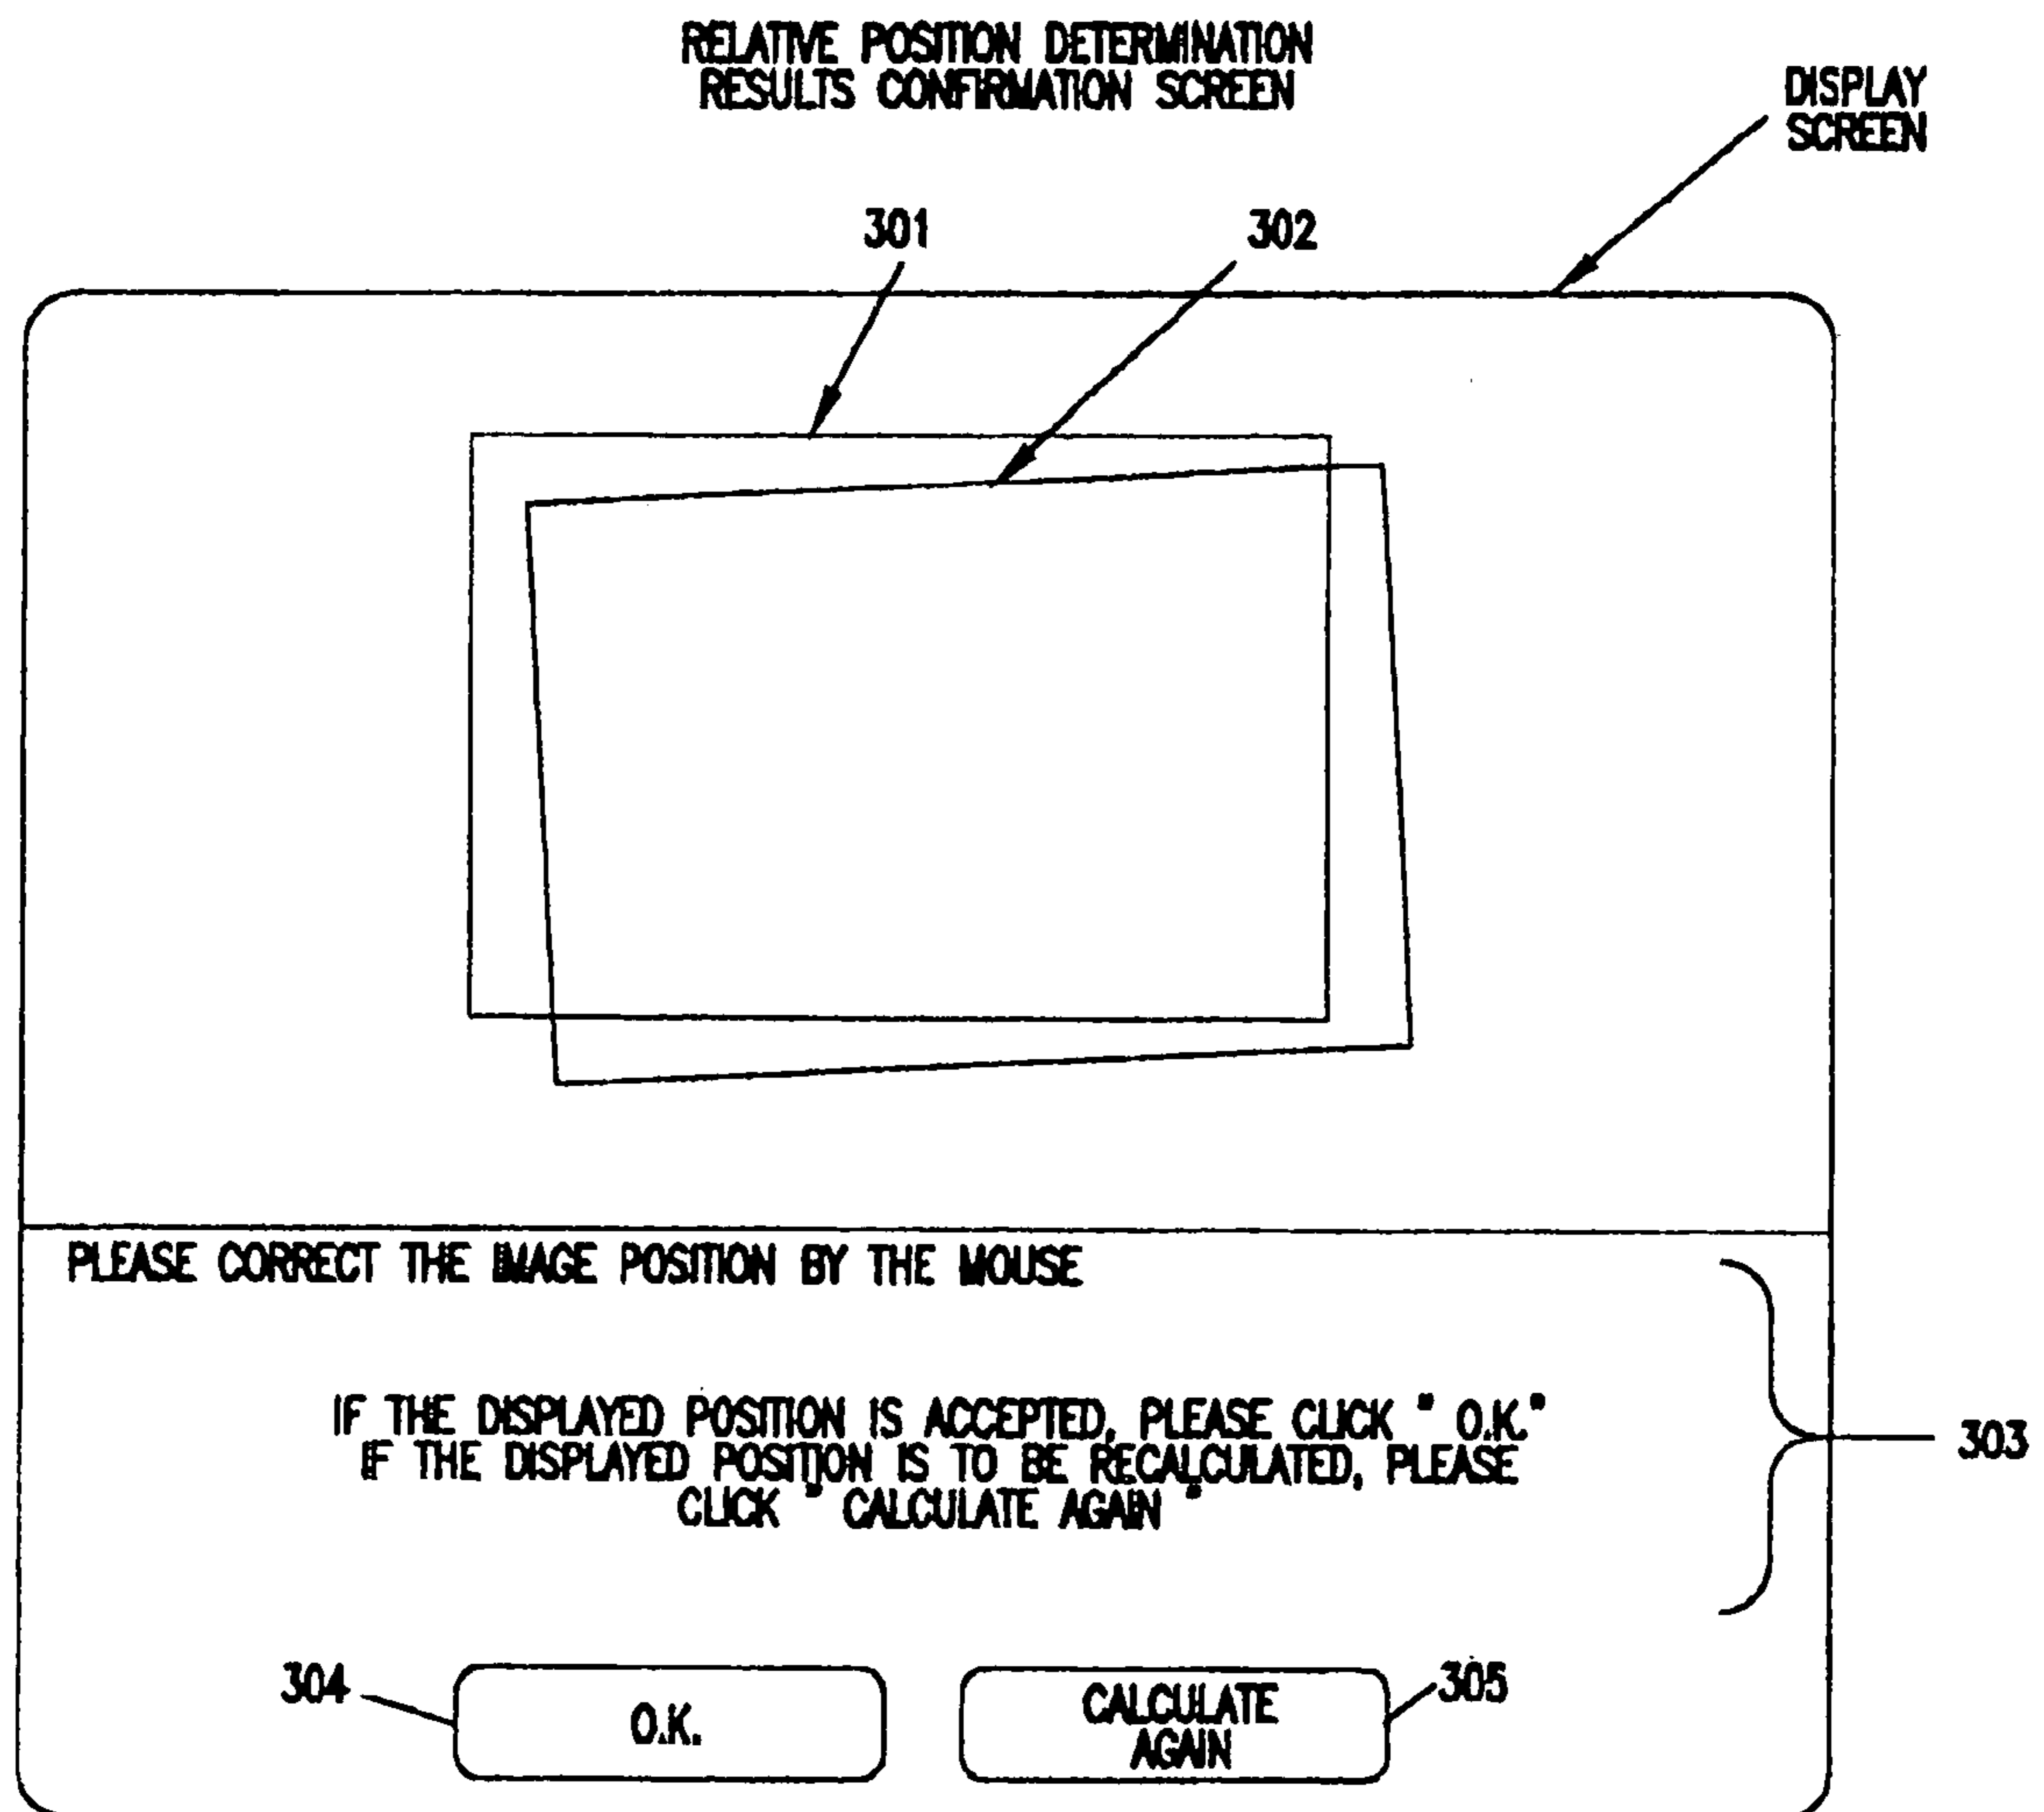 RELATIVE POSITION DETERMINATION
RESULTS CONFIRMATION SCREEN
DISPLAY
SCREEN
301
302
PLEASE CORRECT THE IMAGE POSITION BY THE MOUSE
IF THE DISPLAYED POSITION IS ACCEPTED, PLEASE CLICK " O.K."
IF THE DISPLAYED POSITION IS TO BE RECALCULATED, PLEASE
CLICK " CALCULATE AGAIN "
303
304
O.K.
CALCULATE
AGAIN
305